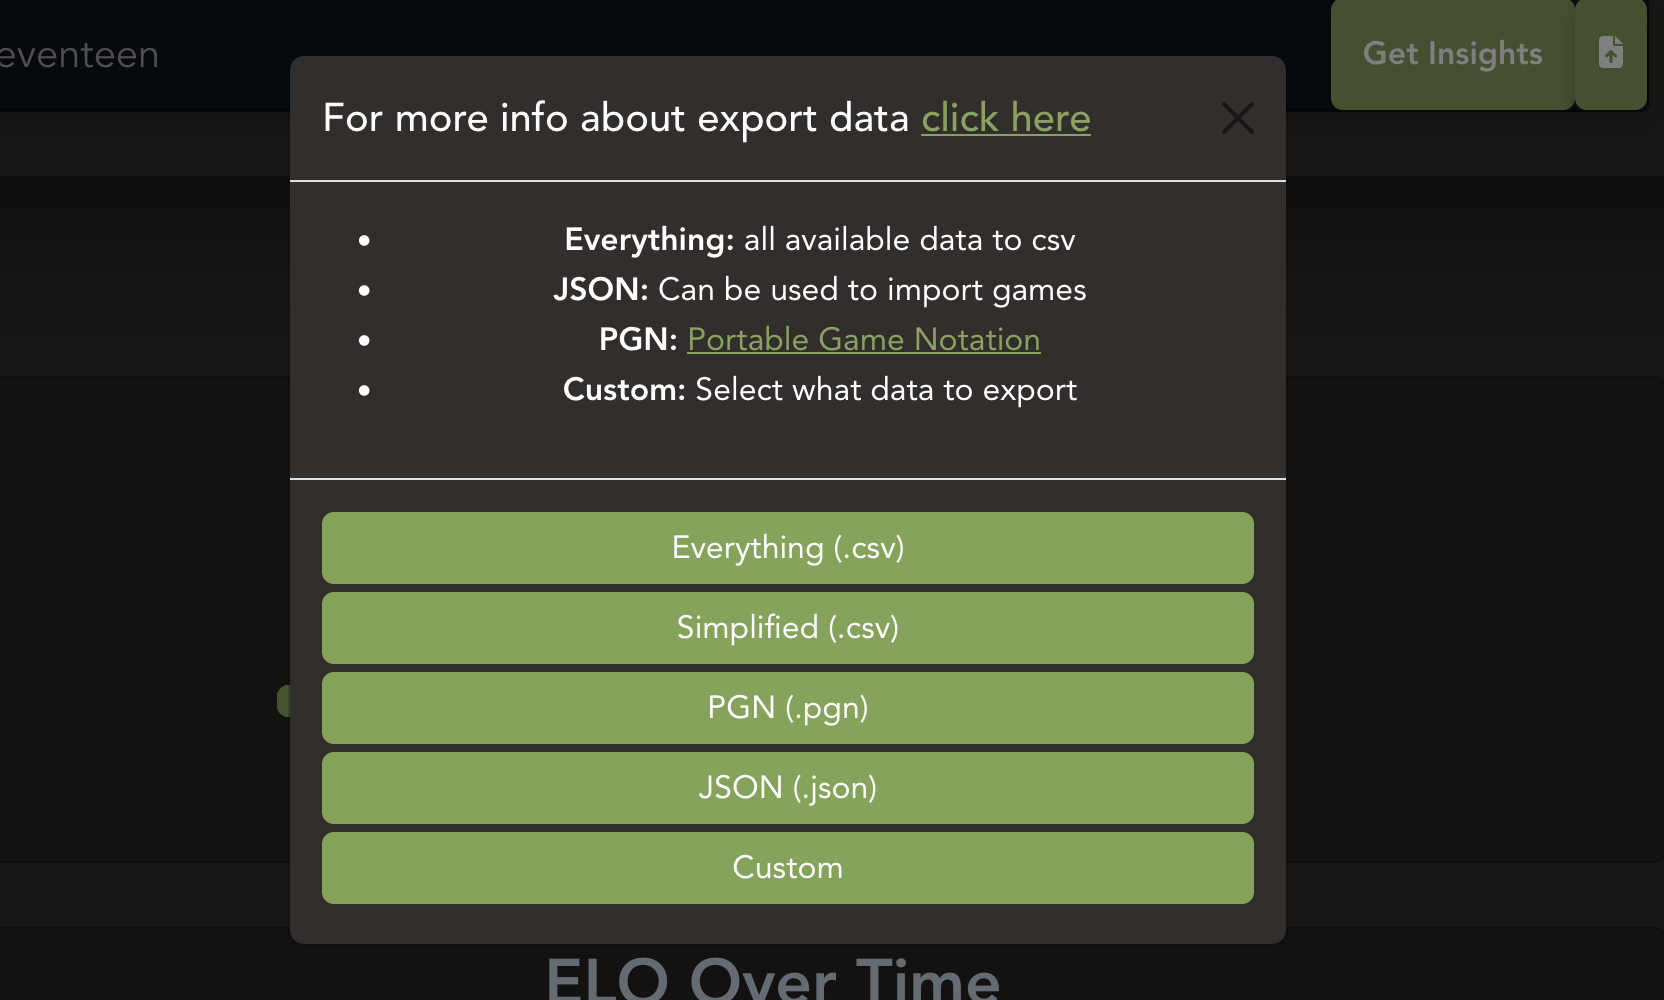 eventeen
Get Insights
For more info about export data click here
Everything: all available data to csv
JSON: Can be used to import games
PGN: Portable Game Notation
Custom: Select what data to export
Everything (.csv)
Simplified (.csv)
PGN (.pgn)
JSON (.json)
Custom
ELO Over Time